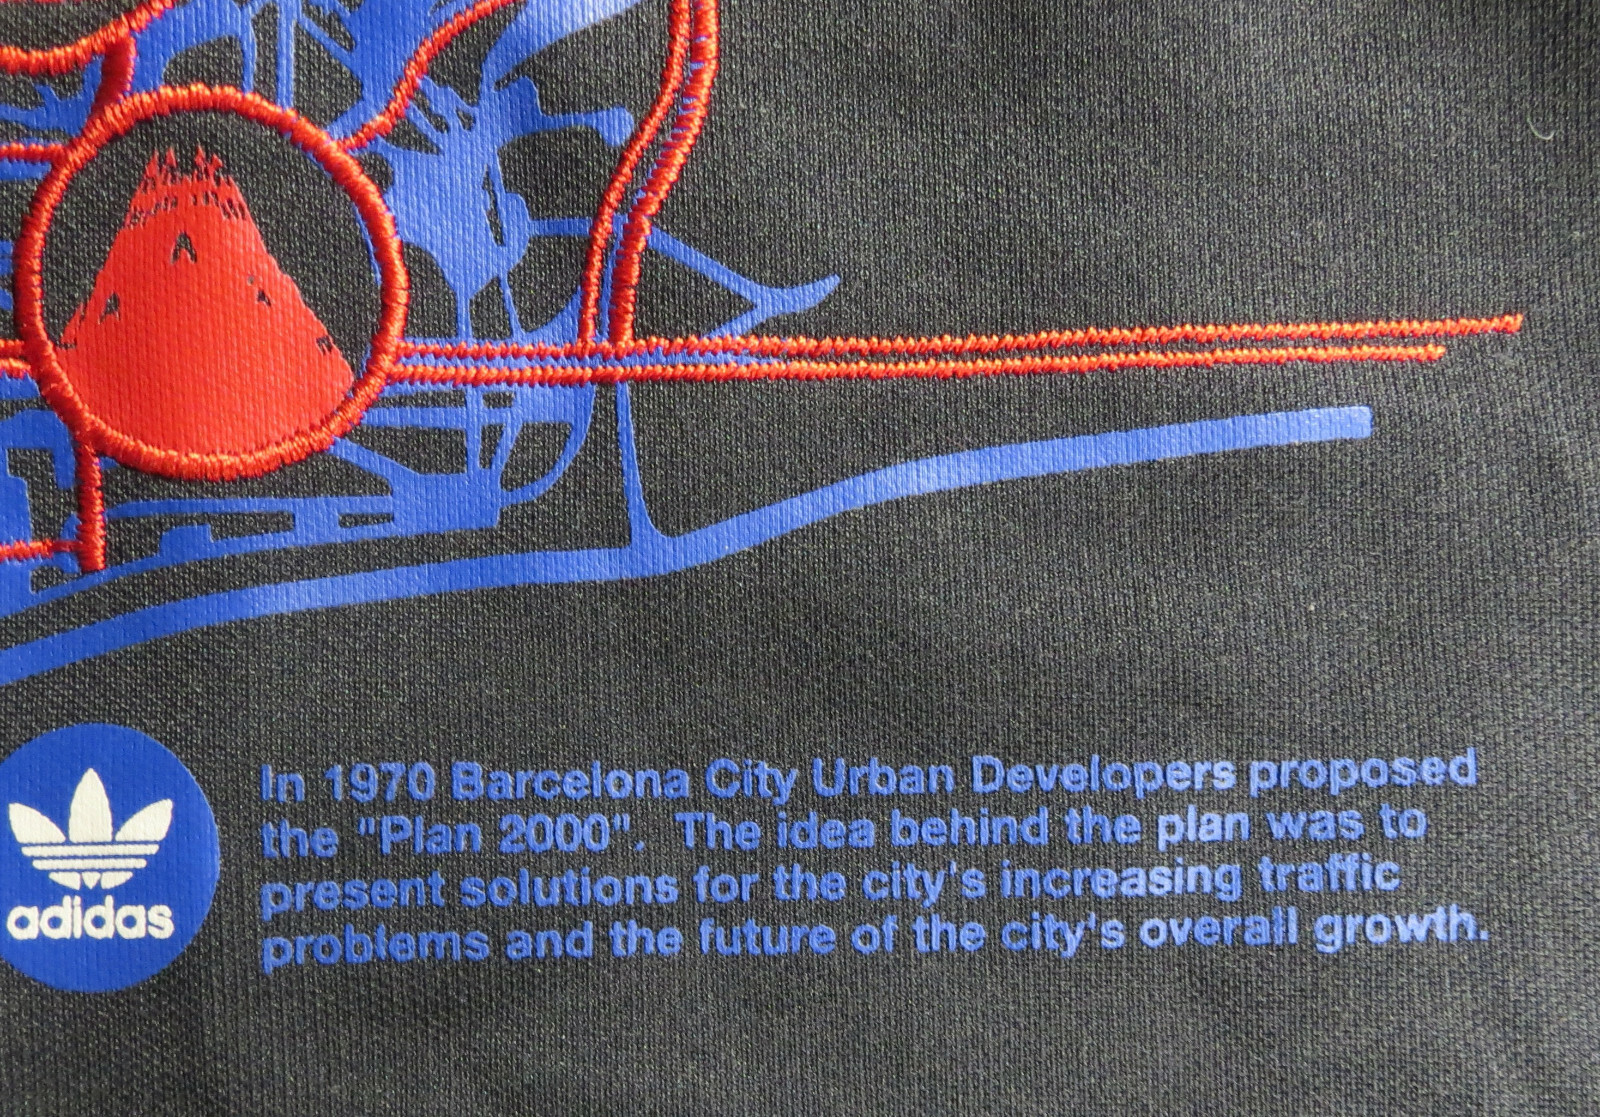 In 1970 Barcelona City Urban Developers proposed
the "Plan 2000".  The idea behind the plan was to
present solutions for the city's increasing traffic
problems and the future of the city's overall growth.
adidas